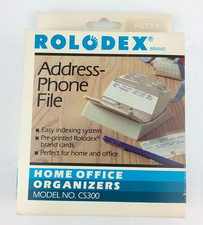 PUTTY
ROLODEX®
BRAND
Address-
Phone
File
• Easy indexing system.
• Pre-printed Rolodex®
brand cards.
• Perfect for home and office.
HOME OFFICE
ORGANIZERS
MODEL NO. CS300